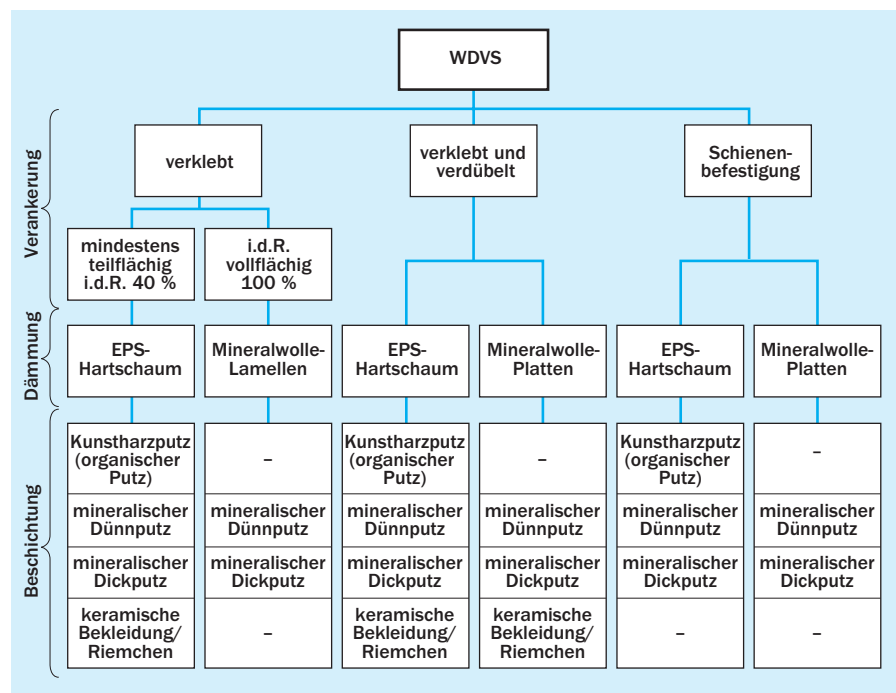 WDVS
Verankerung
verklebt
verklebt und
verdübelt
Schienen-
befestigung
mindestens
teilflächig
i.d.R. 40 %
i.d.R.
vollflächig
100 %
Dämmung
EPS-
Hartschaum
Mineralwolle-
Lamellen
EPS-
Hartschaum
Mineralwolle-
Platten
EPS-
Hartschaum
Mineralwolle-
Platten
Beschichtung
Kunstharzputz
(organischer
Putz)
–
Kunstharzputz
(organischer
Putz)
–
Kunstharzputz
(organischer
Putz)
–
mineralischer
Dünnputz
mineralischer
Dünnputz
mineralischer
Dünnputz
mineralischer
Dünnputz
mineralischer
Dünnputz
mineralischer
Dünnputz
mineralischer
Dickputz
mineralischer
Dickputz
mineralischer
Dickputz
mineralischer
Dickputz
mineralischer
Dickputz
mineralischer
Dickputz
keramische
Bekleidung/
Riemchen
–
keramische
Bekleidung/
Riemchen
keramische
Bekleidung/
Riemchen
–
–